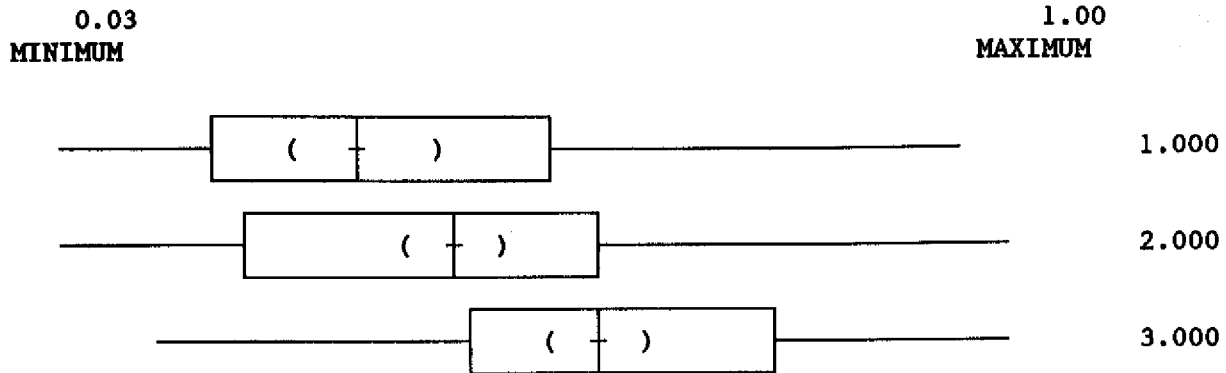 0.03 1.00
MINIMUM MAXIMUM
( ) 1.000
( ) 2.000
( ) 3.000